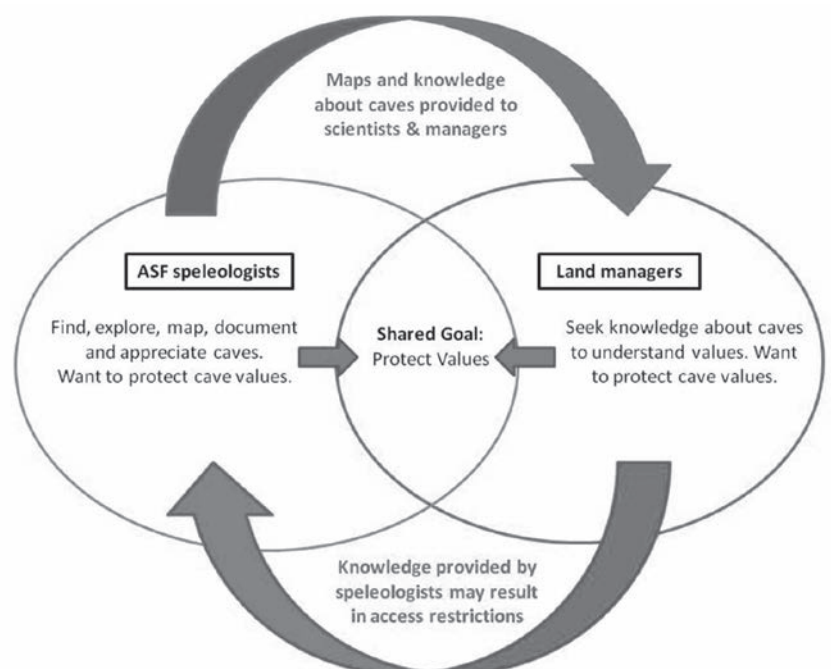 Maps and knowledge
about caves provided to
scientists & managers
ASF speleologists
Find, explore, map, document
and appreciate caves.
Want to protect cave values.
Shared Goal:
Protect Values
Land managers
Seek knowledge about caves
to understand values. Want
to protect cave values.
Knowledge provided by
speleologists may result
in access restrictions